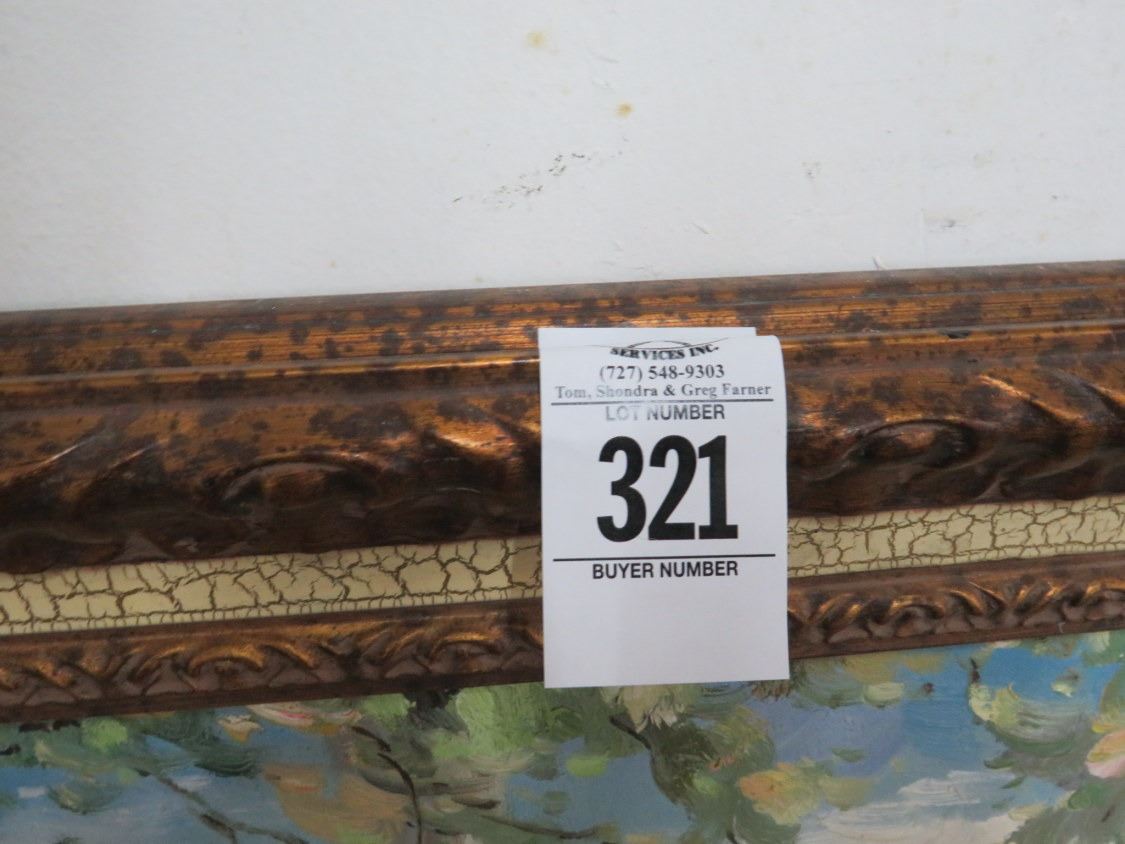 SERVICES INC.
(727) 548-9303
Tom, Shondra & Greg Farner
LOT NUMBER
321
BUYER NUMBER